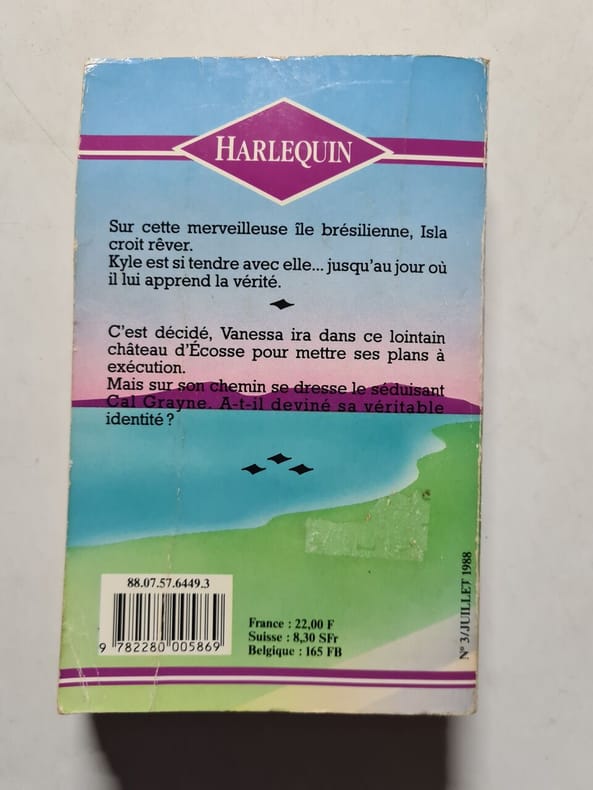 HARLEQUIN
Sur cette merveilleuse île brésilienne, Isla
croit rêver.
Kyle est si tendre avec elle... jusqu'au jour où
il lui apprend la vérité.
C'est décidé, Vanessa ira dans ce lointain
château d'Écosse pour mettre ses plans à
exécution.
Mais sur son chemin se dresse le séduisant
Cal Grayne. A-t-il deviné sa véritable
identité ?
88.07.57.6449.3
9 782280 005869
France : 22,00 F
Suisse : 8,30 SFr
Belgique : 165 FB
N° 3/JUILLET 1988